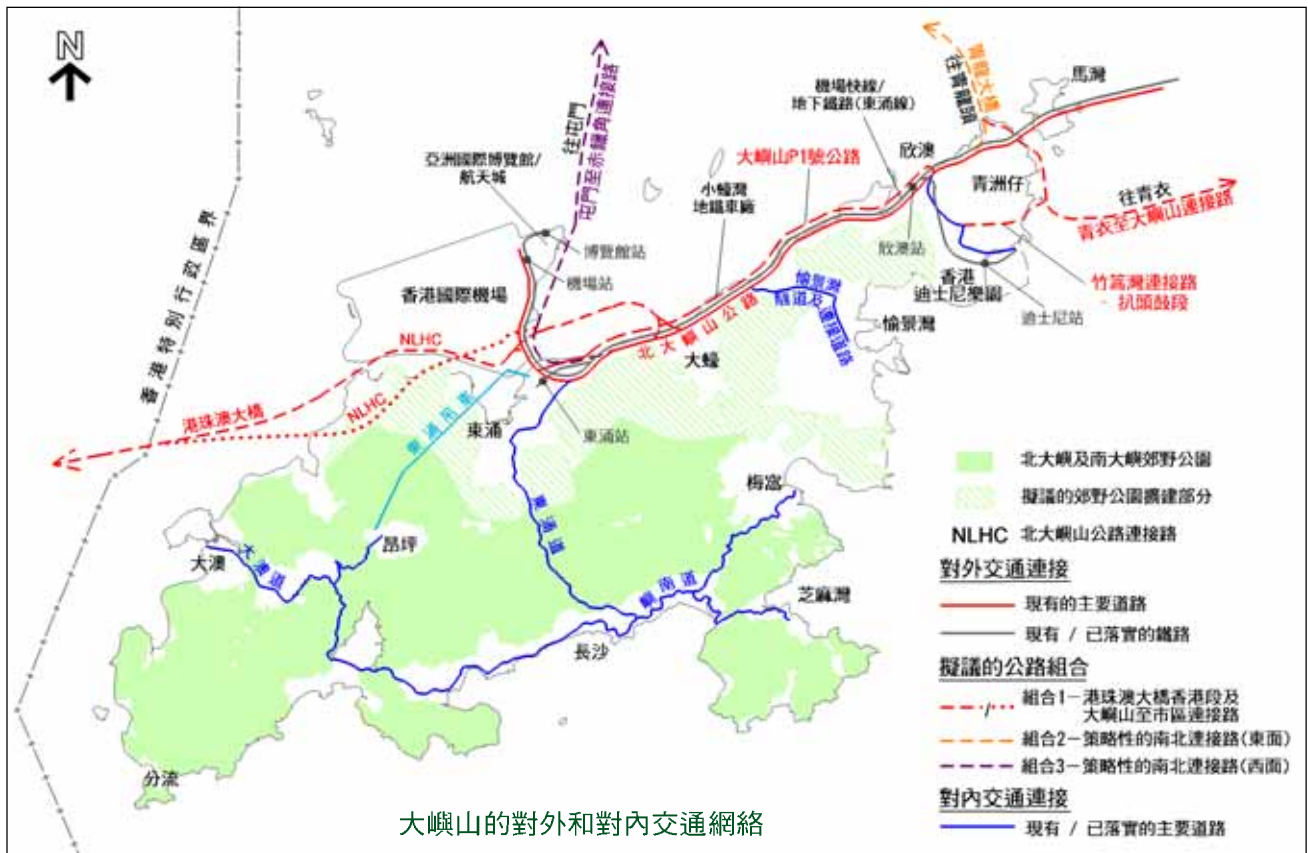 N
香港特別行政區界
亞洲國際博覽館/
航天城
往屯門
屯門至赤鱲角連接路
機場快線/
地下鐵路(東涌線)
青龍大橋
往青龍頭
馬灣
欣澳
大嶼山P1號公路
小蠔灣
地鐵車廠
青洲仔
往青衣
青衣至大嶼山連接路
博覽館站
機場站
香港國際機場
欣澳站
香港
迪士尼樂園
竹篙灣連接路
- 扒頭鼓段
迪士尼站
愉景灣
隧道及連接道路
愉景灣
北大嶼山公路
大蠔
NLHC
NLHC
港珠澳大橋
東涌吊車
東涌
東涌站
東涌道
梅窩
昂坪
大澳
大澳道
嶼南道
芝麻灣
長沙
分流
北大嶼及南大嶼郊野公園
擬議的郊野公園擴建部分
NLHC 北大嶼山公路連接路
對外交通連接
現有的主要道路
現有 / 已落實的鐵路
擬議的公路組合
/ 組合1－港珠澳大橋香港段及
大嶼山至市區連接路
組合2－策略性的南北連接路(東面)
組合3－策略性的南北連接路(西面)
對內交通連接
現有 / 已落實的主要道路
大嶼山的對外和對內交通網絡